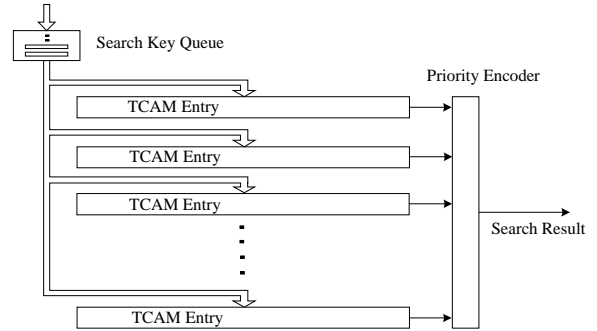 Search Key Queue
Priority Encoder
TCAM Entry
TCAM Entry
TCAM Entry
Search Result
TCAM Entry